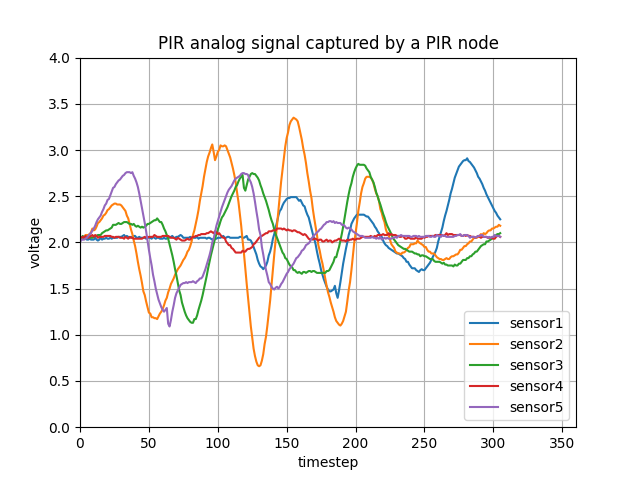 PIR analog signal captured by a PIR node
4.0
3.5
3.0
2.5
2.0
1.5
1.0
0.5
0.0
voltage
0 50 100 150 200 250 300 350
timestep
sensor1
sensor2
sensor3
sensor4
sensor5